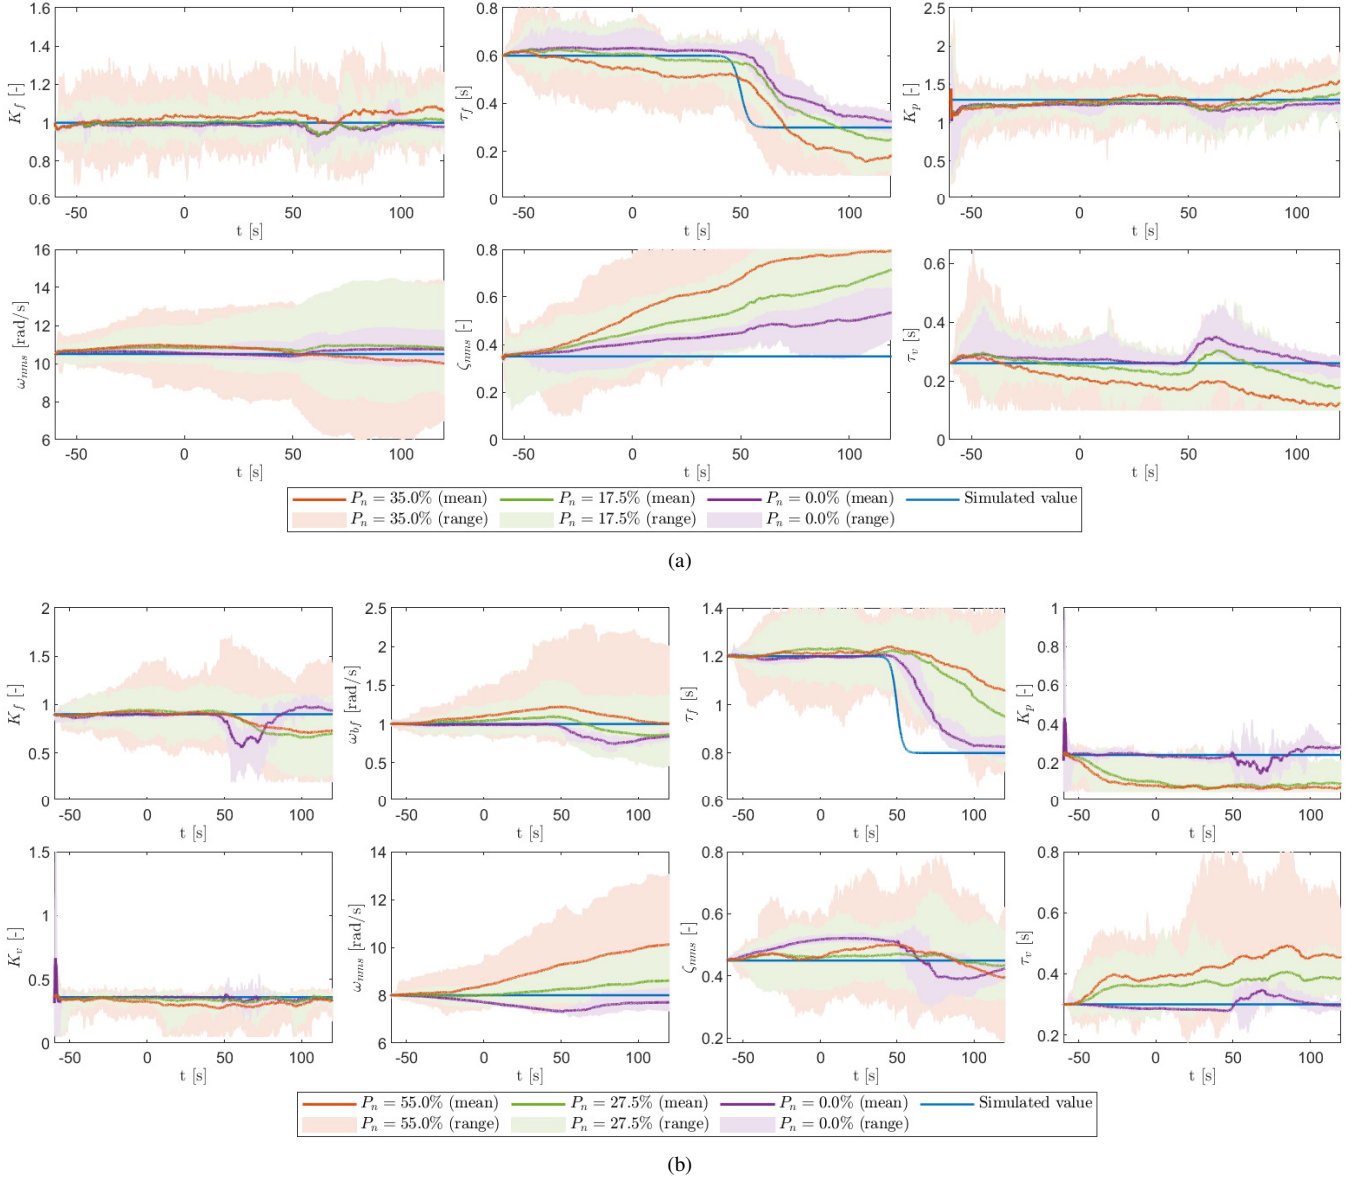 1.6
1.4
1.2
1
0.8
0.6
K_f [-]
-50 0 50 100
t [s]
0.8
0.6
0.4
0.2
0
τ_f [s]
-50 0 50 100
t [s]
2.5
2
1.5
1
0.5
0
K_p [-]
-50 0 50 100
t [s]
16
14
12
10
8
6
ω_nms [rad/s]
-50 0 50 100
t [s]
0.8
0.6
0.4
0.2
0
ζ_nms [-]
-50 0 50 100
t [s]
0.6
0.4
0.2
0
τ_v [s]
-50 0 50 100
t [s]
P_n = 35.0% (mean) P_n = 17.5% (mean) P_n = 0.0% (mean) Simulated value
P_n = 35.0% (range) P_n = 17.5% (range) P_n = 0.0% (range)
(a)
2
1.5
1
0.5
0
K_f [-]
-50 0 50 100
t [s]
2.5
2
1.5
1
0.5
0
ω_bf [rad/s]
-50 0 50 100
t [s]
1.4
1.2
1
0.8
0.6
τ_f [s]
-50 0 50 100
t [s]
1
0.8
0.6
0.4
0.2
0
K_p [-]
-50 0 50 100
t [s]
1.5
1
0.5
0
K_v [-]
-50 0 50 100
t [s]
14
12
10
8
6
ω_nms [rad/s]
-50 0 50 100
t [s]
0.8
0.6
0.4
0.2
ζ_nms [-]
-50 0 50 100
t [s]
0.8
0.6
0.4
0.2
τ_v [s]
-50 0 50 100
t [s]
P_n = 55.0% (mean) P_n = 27.5% (mean) P_n = 0.0% (mean) Simulated value
P_n = 55.0% (range) P_n = 27.5% (range) P_n = 0.0% (range)
(b)